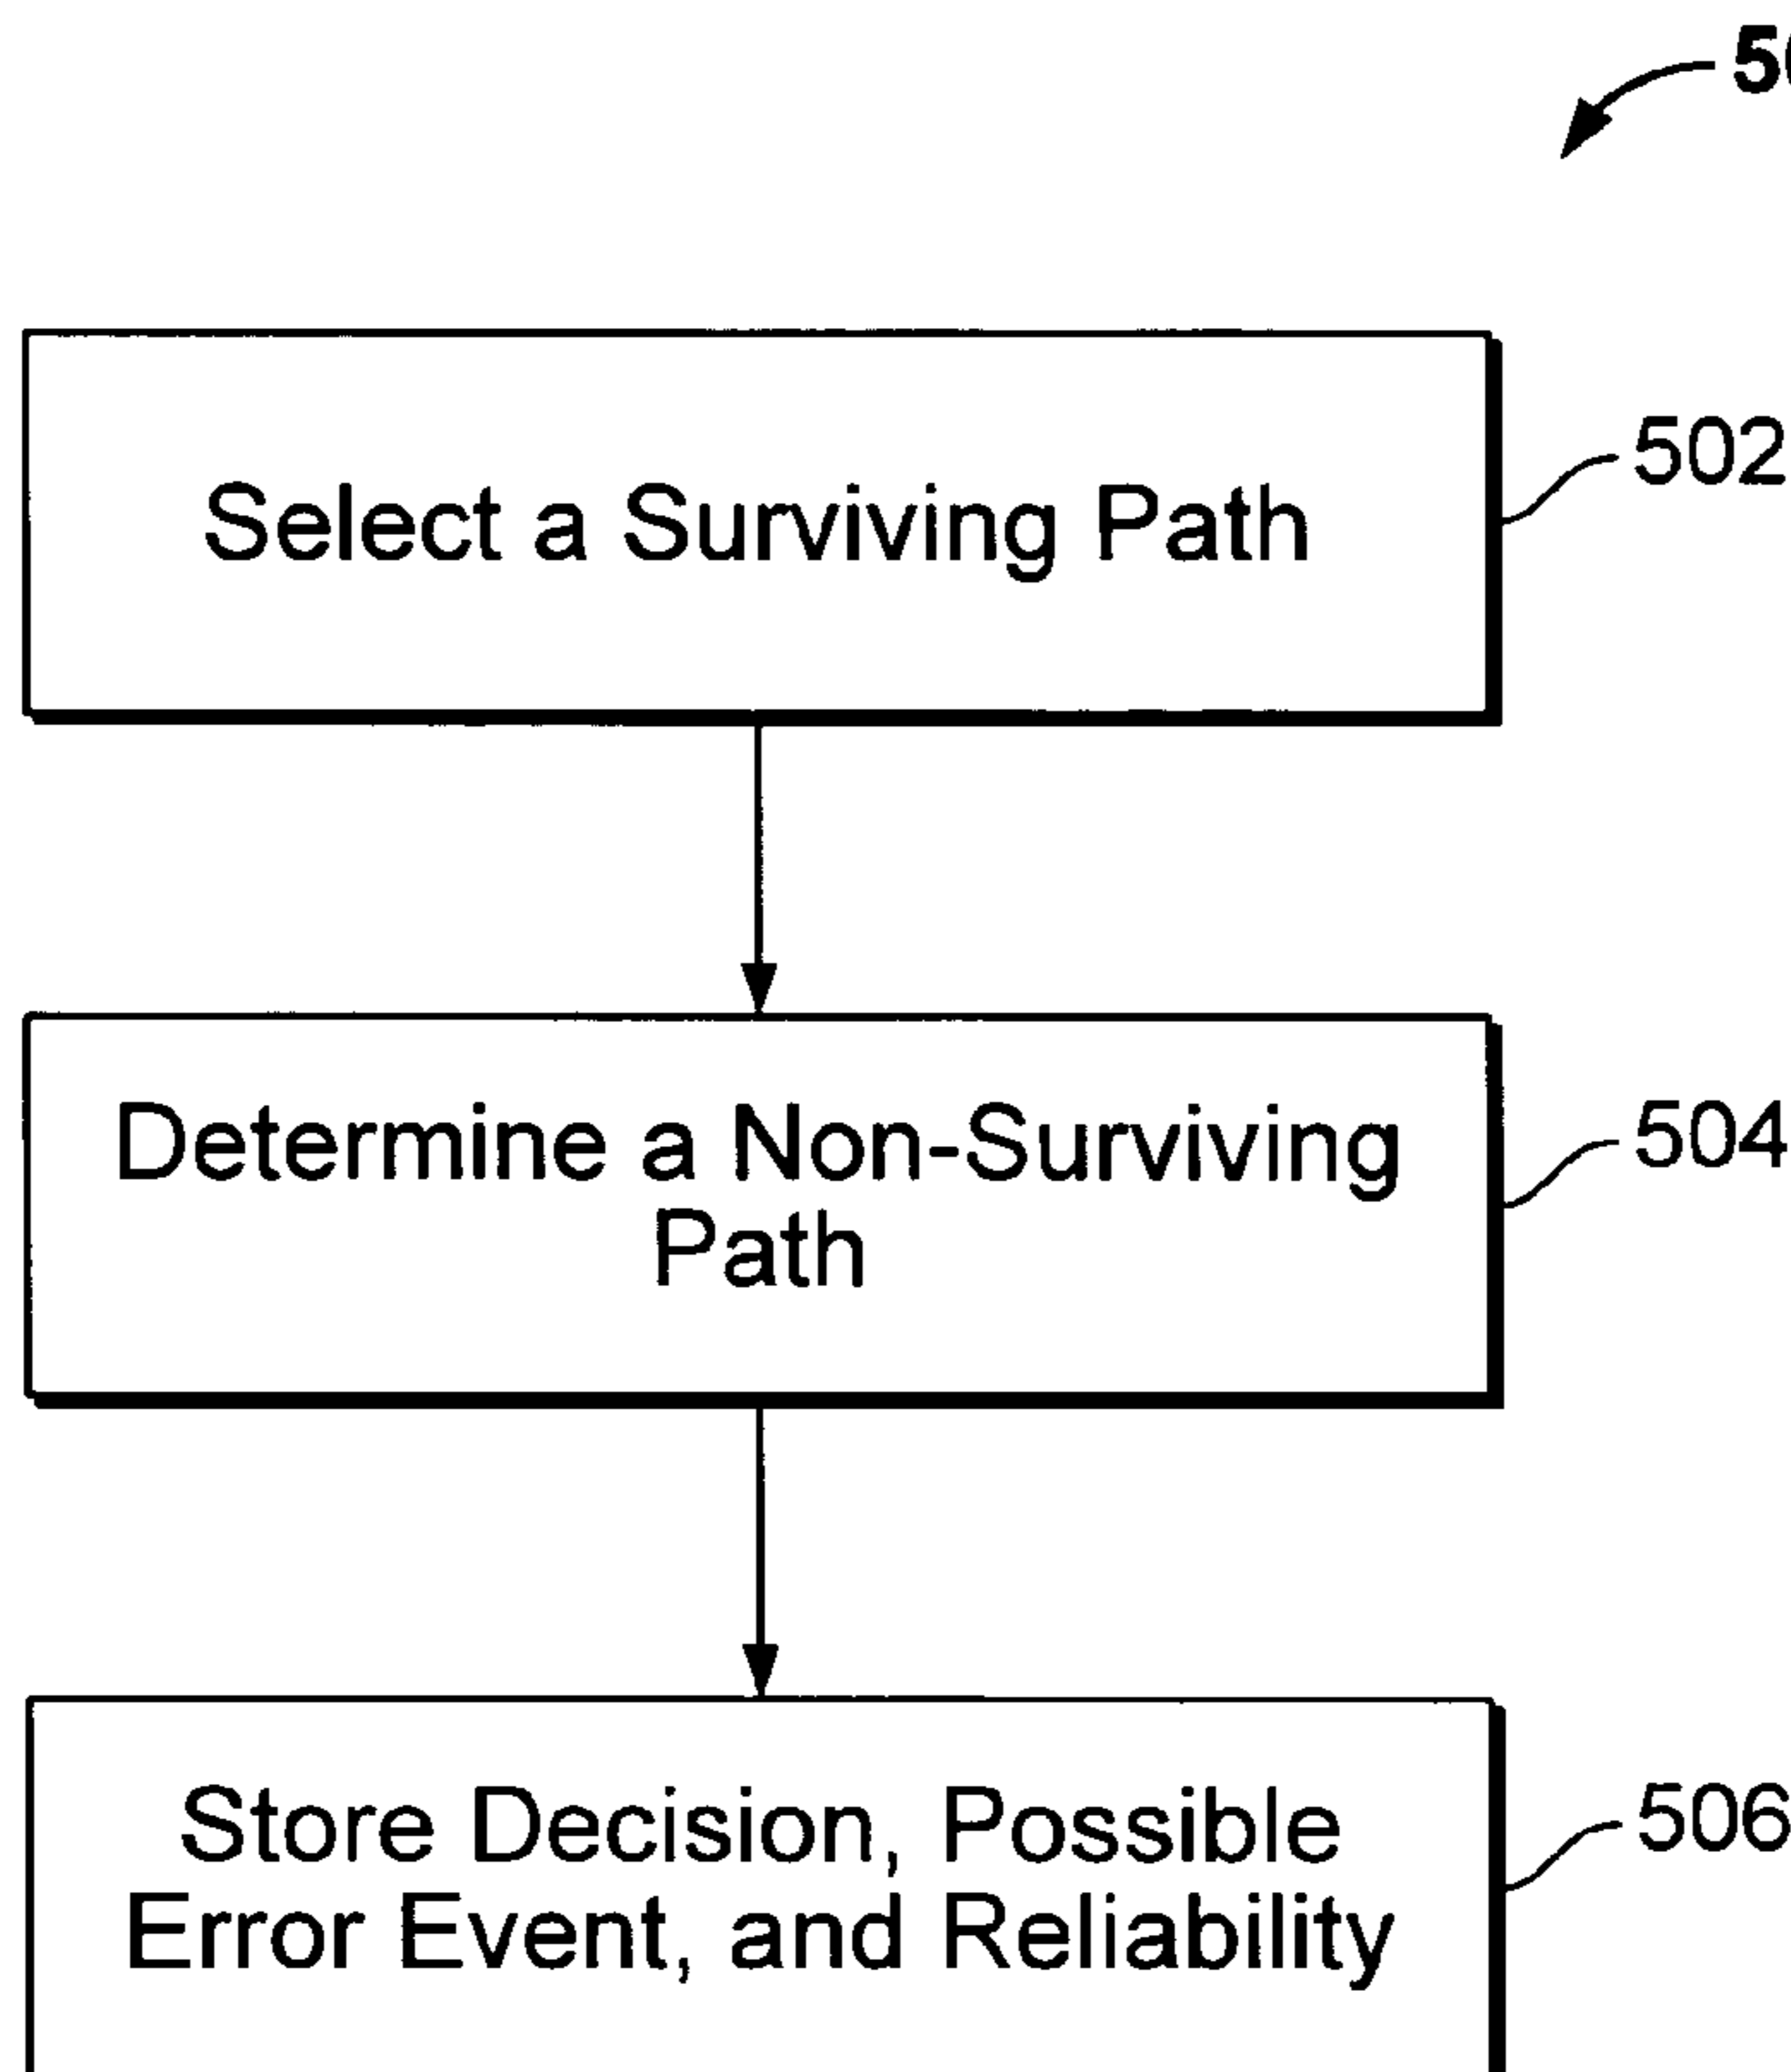 502
Select a Surviving Path
504
Determine a Non-Surviving
Path
506
Store Decision, Possible
Error Event, and Reliability